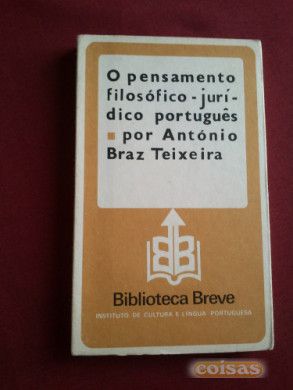 O pensamento
filosófico-jurí-
dico português
por António
Braz Teixeira
Biblioteca Breve
INSTITUTO DE CULTURA E LÍNGUA PORTUGUESA
coisas